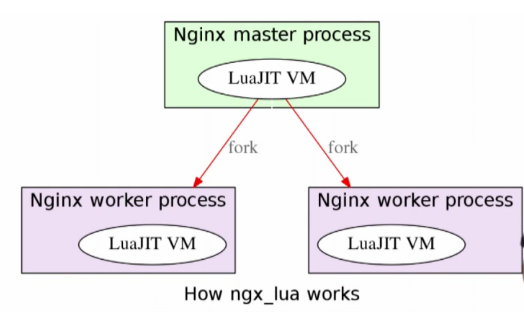 Nginx master process
LuaJIT VM
fork
fork
Nginx worker process
LuaJIT VM
Nginx worker process
LuaJIT VM
How ngx_lua works